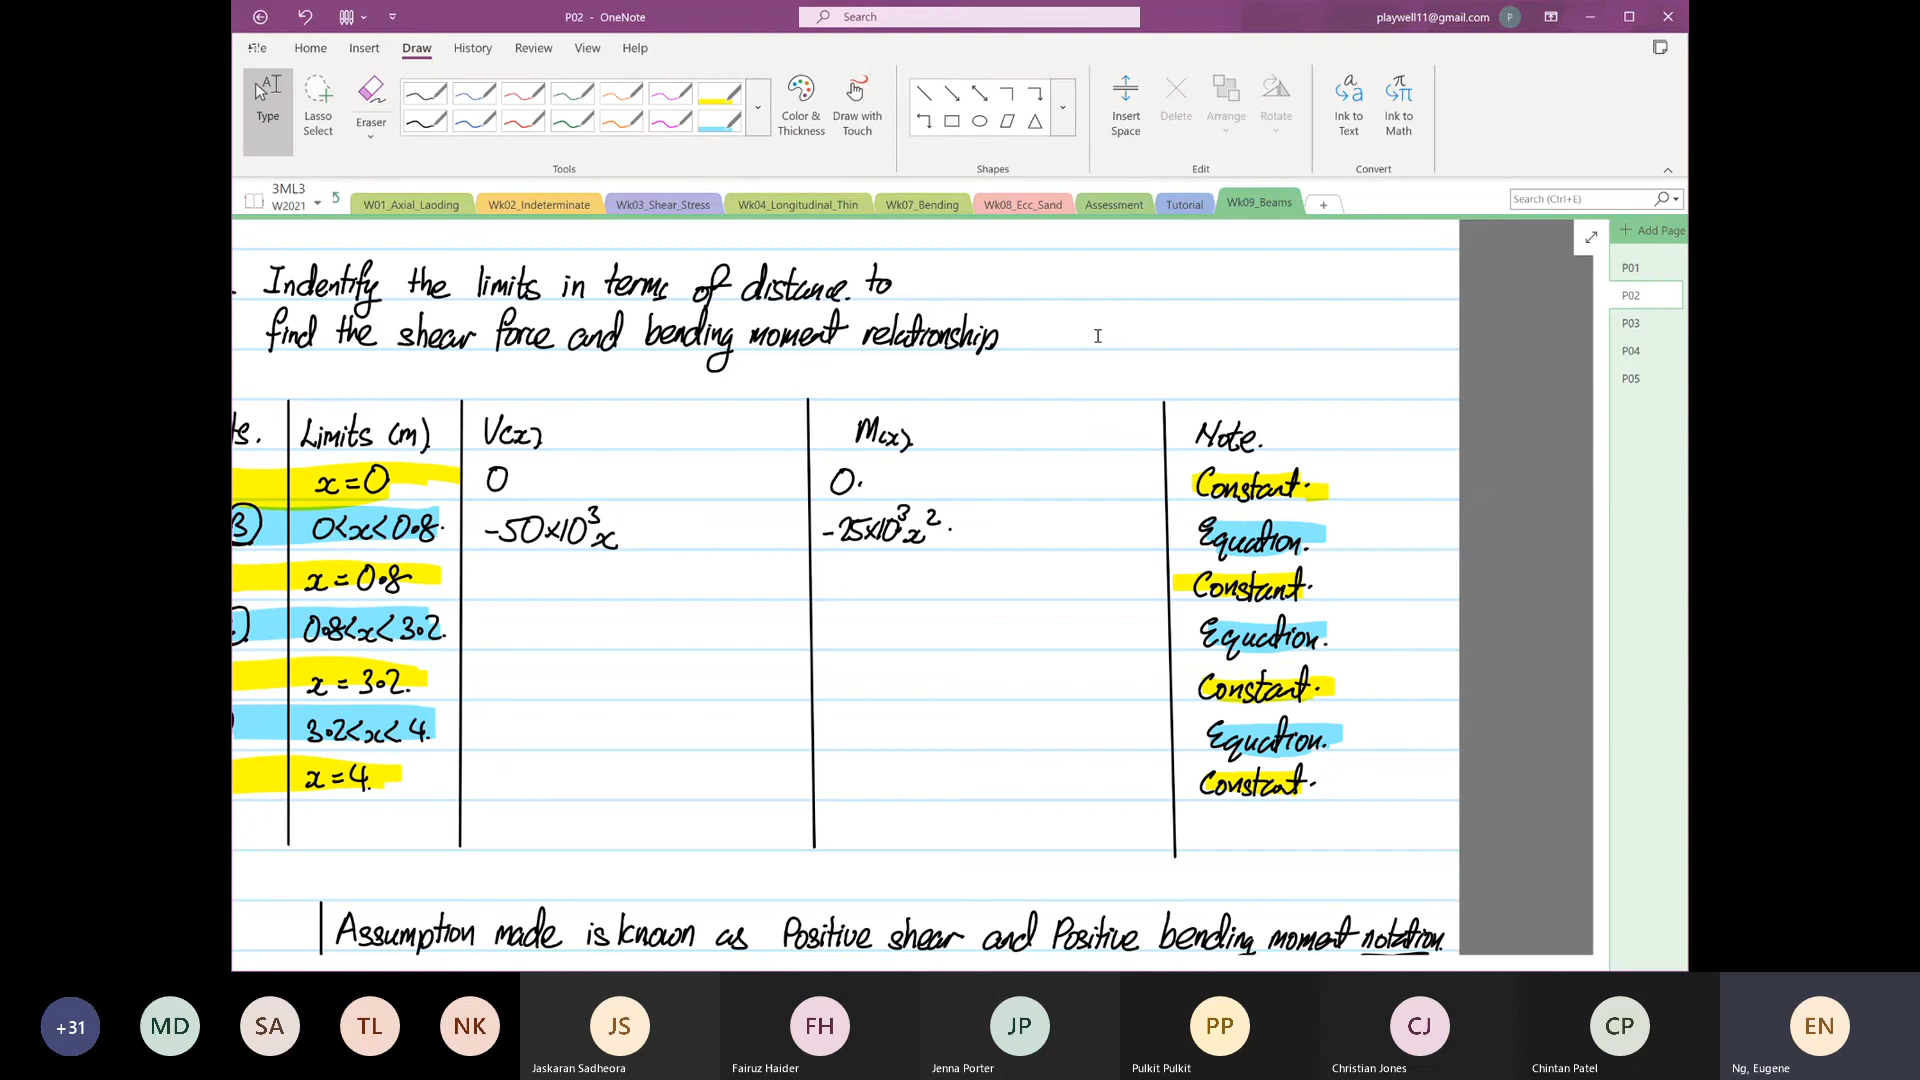 P02 - OneNote
Search
playwell11@gmail.com
P
File Home Insert Draw History Review View Help
Type
Lasso Select
Eraser
Color & Thickness
Draw with Touch
Insert Space
Delete
Arrange
Rotate
Ink to Text
Ink to Math
Tools
Shapes
Edit
Convert
3ML3 W2021
W01_Axial_Laoding
Wk02_Indeterminate
Wk03_Shear_Stress
Wk04_Longitudinal_Thin
Wk07_Bending
Wk08_Ecc_Sand
Assessment
Tutorial
Wk09_Beams
Search (Ctrl+E)
Add Page
P01
P02
P03
P04
P05
. Indentify the limits in terms of distance. to
find the shear force and bending moment relationship
ts. Limits (m). V(x) M(x) Note.
x=0 0 0. Constant.
3 0<x<0.8. -50×10³x -25×10³x². Equation.
x=0.8 Constant.
0.8<x<3.2. Equation.
x=3.2. Constant.
3.2<x<4. Equation.
x=4. Constant.
Assumption made is known as Positive shear and Positive bending moment notation.
+31
MD
SA
TL
NK
JS
FH
JP
PP
CJ
CP
EN
Jaskaran Sadheora
Fairuz Haider
Jenna Porter
Pulkit Pulkit
Christian Jones
Chintan Patel
Ng, Eugene